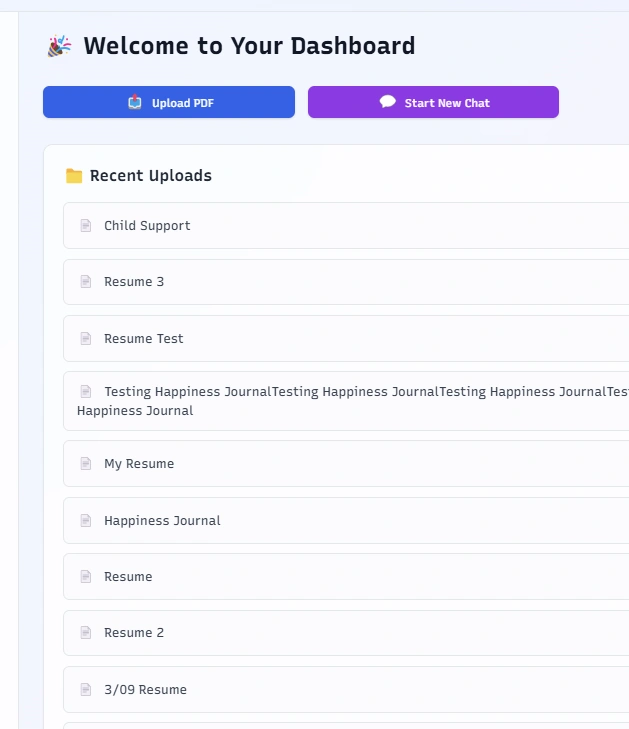 Welcome to Your Dashboard
Upload PDF
Start New Chat
Recent Uploads
Child Support
Resume 3
Resume Test
Testing Happiness JournalTesting Happiness JournalTesting Happiness JournalTes
Happiness Journal
My Resume
Happiness Journal
Resume
Resume 2
3/09 Resume